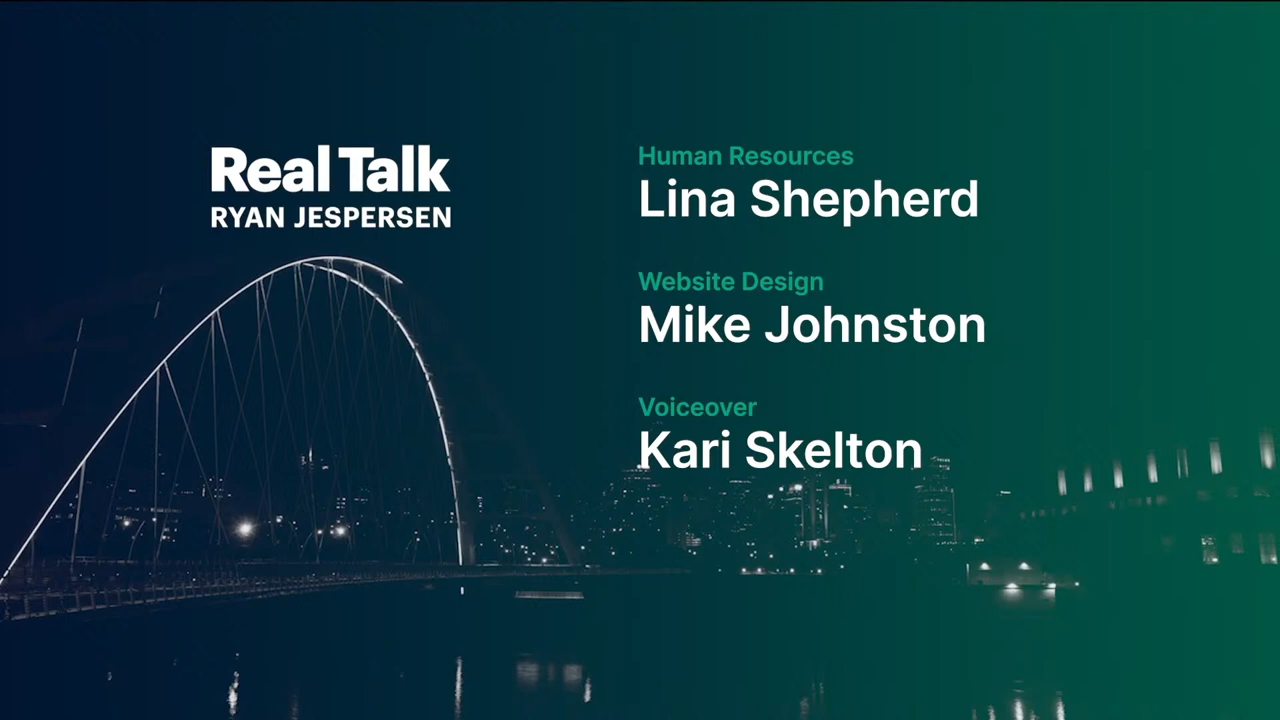 Real Talk
RYAN JESPERSEN
Human Resources
Lina Shepherd
Website Design
Mike Johnston
Voiceover
Kari Skelton